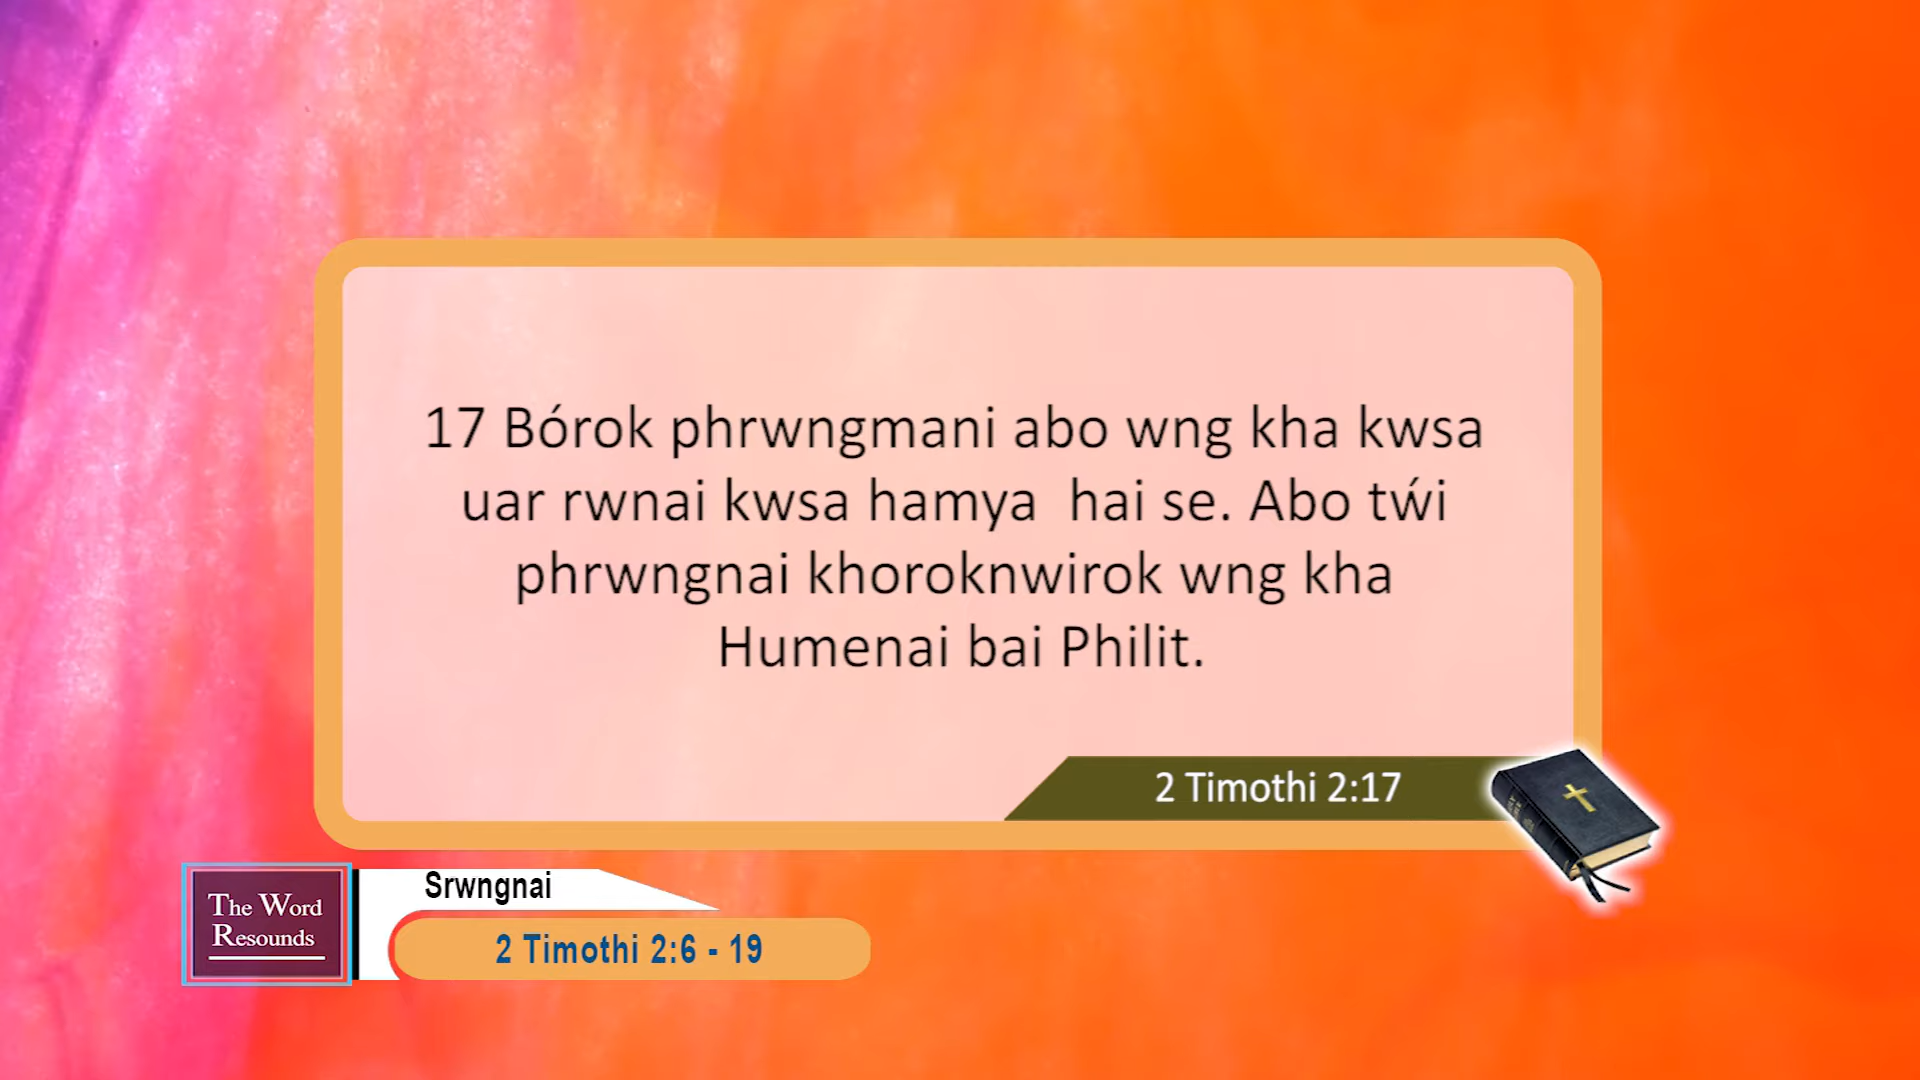 17 Bórok phrwngmani abo wng kha kwsa
uar rwnai kwsa hamya hai se. Abo tẃi
phrwngnai khoroknwirok wng kha
Humenai bai Philit.
2 Timothi 2:17
The Word
Resounds
Srwngnai
2 Timothi 2:6 - 19